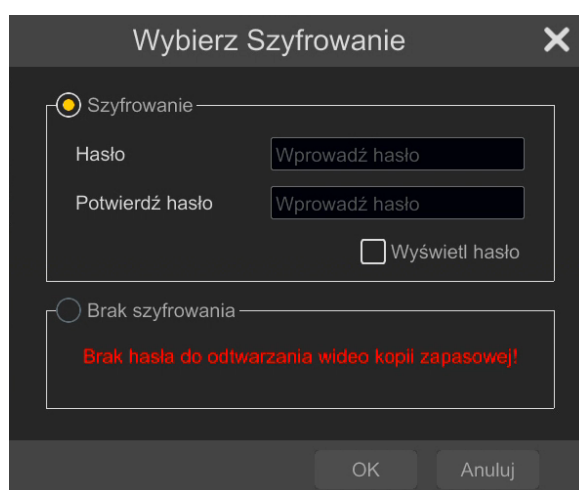 Wybierz Szyfrowanie
Szyfrowanie
Hasło Wprowadź hasło
Potwierdź hasło Wprowadź hasło
Wyświetl hasło
Brak szyfrowania
Brak hasła do odtwarzania wideo kopii zapasowej!
OK Anuluj